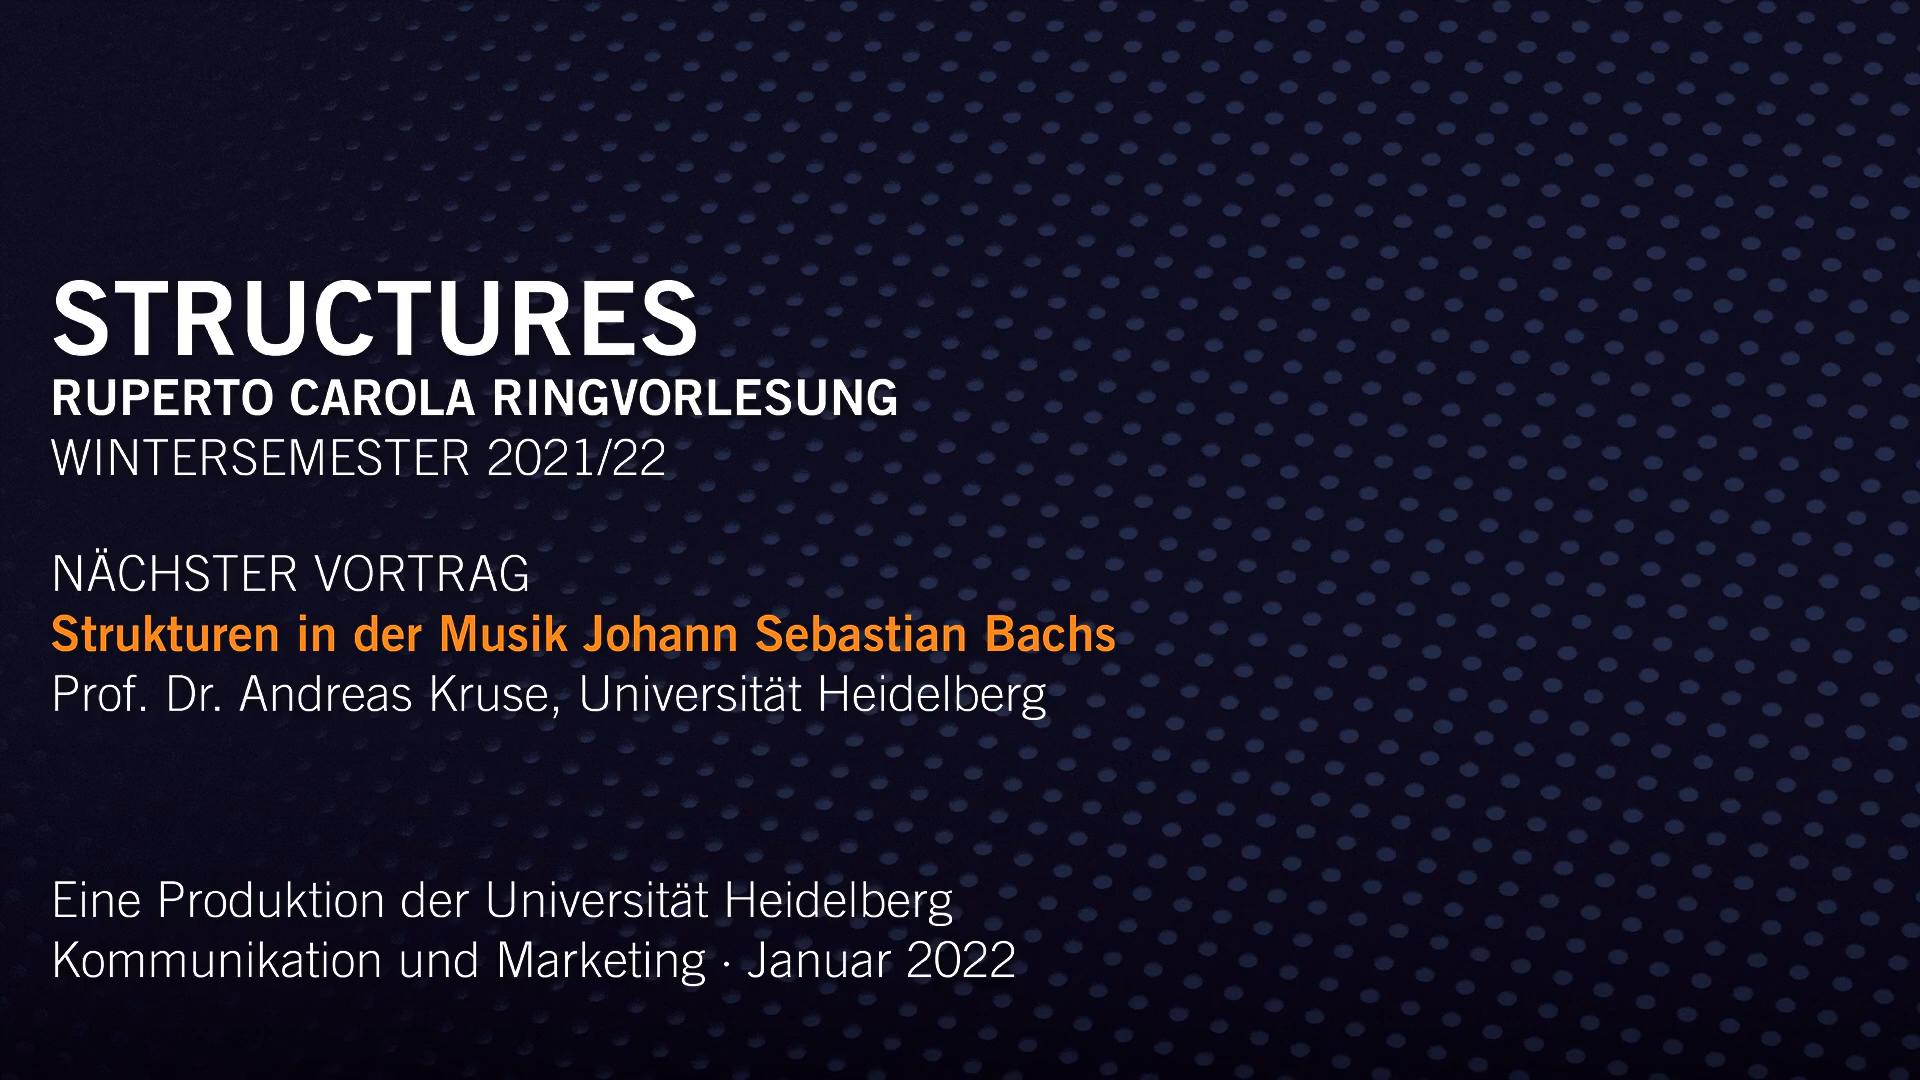 STRUCTURES
RUPERTO CAROLA RINGVORLESUNG
WINTERSEMESTER 2021/22
NÄCHSTER VORTRAG
Strukturen in der Musik Johann Sebastian Bachs
Prof. Dr. Andreas Kruse, Universität Heidelberg
Eine Produktion der Universität Heidelberg
Kommunikation und Marketing · Januar 2022